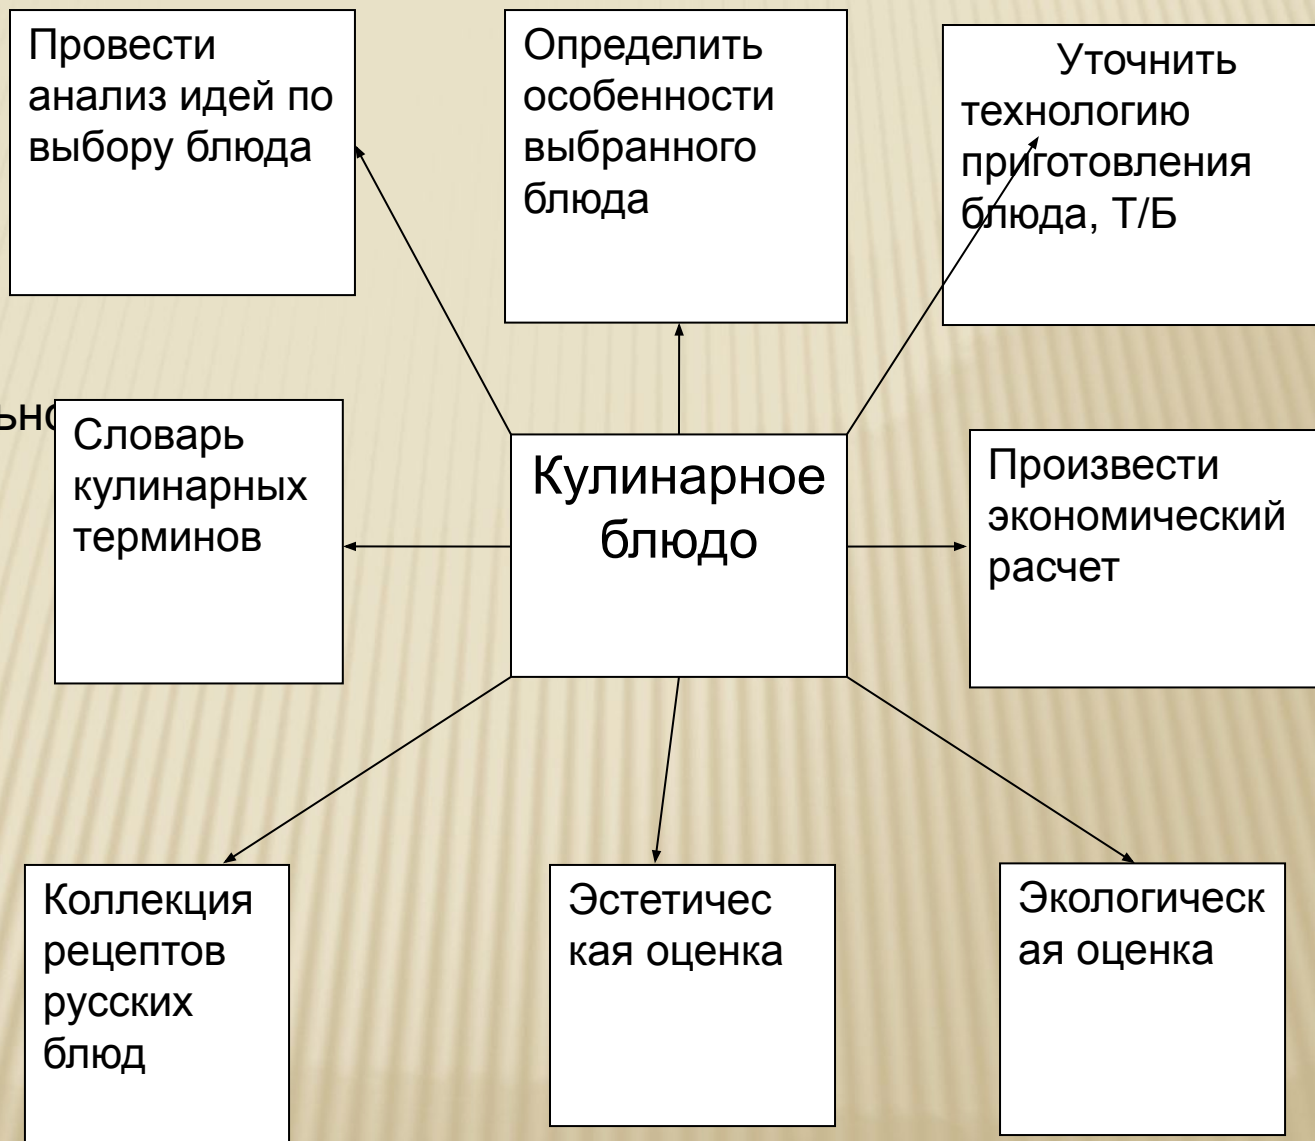 Провести
анализ идей по
выбору блюда
Определить
особенности
выбранного
блюда
Уточнить
технологию
приготовления
блюда, Т/Б
Словарь
кулинарных
терминов
Кулинарное
блюдо
Произвести
экономический
расчет
Коллекция
рецептов
русских
блюд
Эстетичес
кая оценка
Экологическ
ая оценка